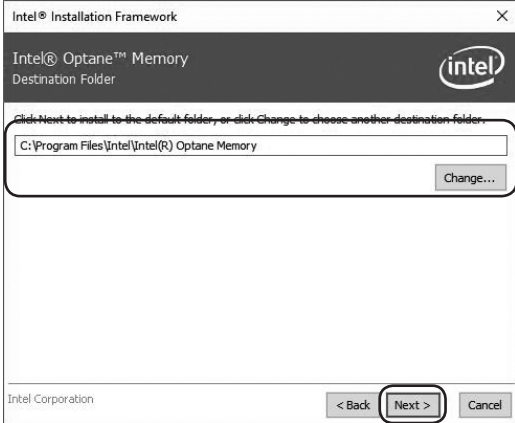 Intel® Installation Framework
Intel® Optane™ Memory
Destination Folder
intel
Click Next to install to the default folder, or click Change to choose another destination folder.
C:\Program Files\Intel\Intel(R) Optane Memory
Change...
Intel Corporation
< Back Next > Cancel